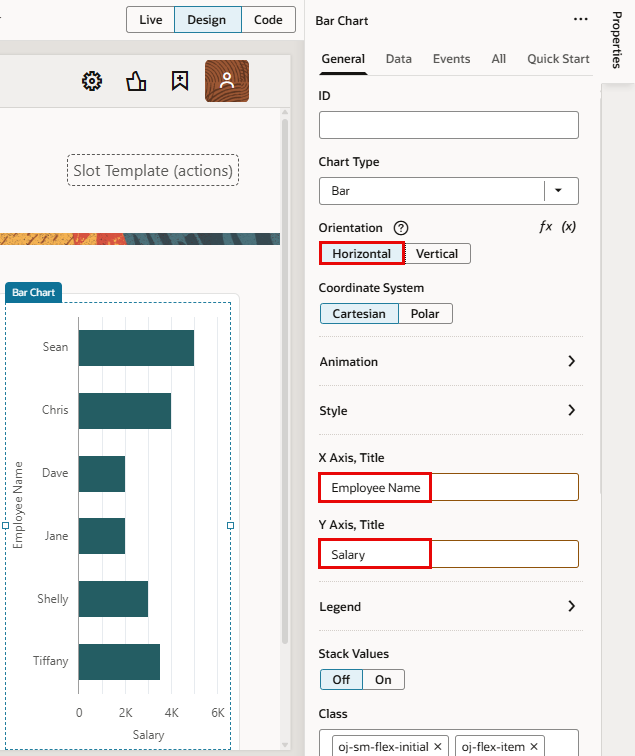 Live Design Code
Slot Template (actions)
Bar Chart
Sean
Chris
Dave
Jane
Shelly
Tiffany
Employee Name
0 2K 4K 6K
Salary
Bar Chart
Properties
General Data Events All Quick Start
ID
Chart Type
Bar
Orientation ? fx (x)
Horizontal Vertical
Coordinate System
Cartesian Polar
Animation
Style
X Axis, Title
Employee Name
Y Axis, Title
Salary
Legend
Stack Values
Off On
Class
oj-sm-flex-initial × oj-flex-item ×